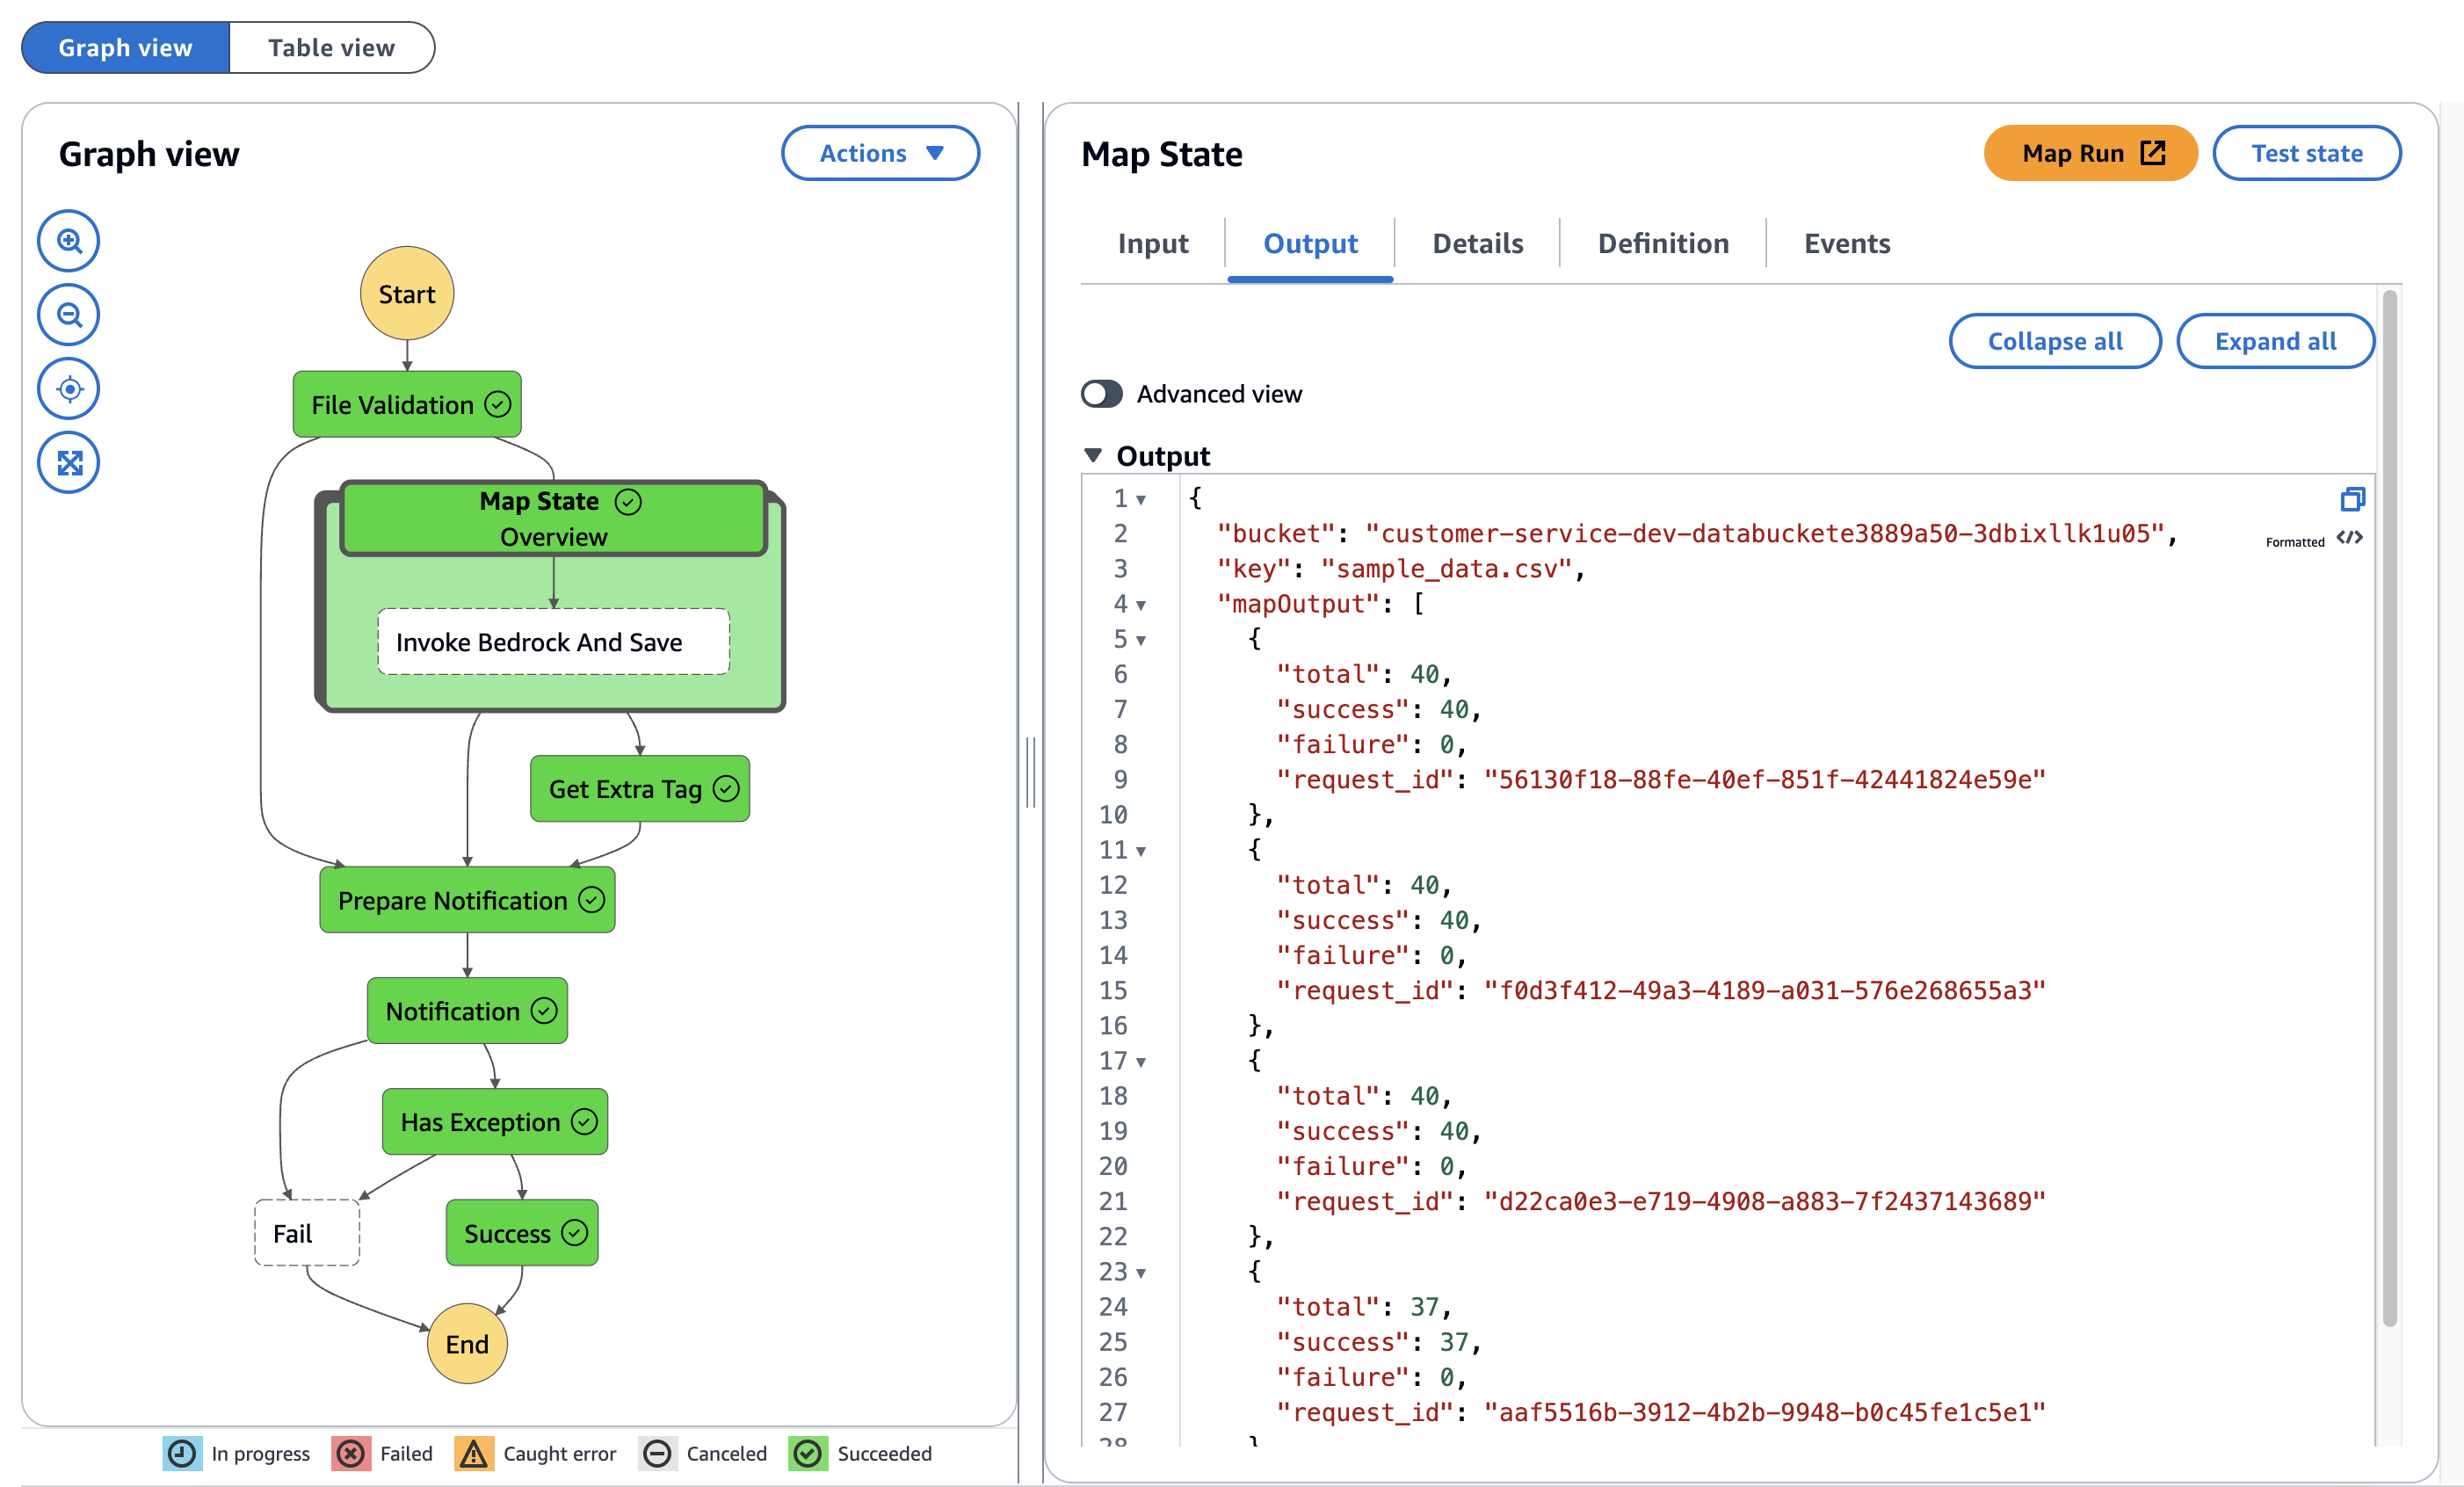 Graph view
Table view
Graph view
Actions
Start
File Validation
Map State
Overview
Invoke Bedrock And Save
Get Extra Tag
Prepare Notification
Notification
Has Exception
Fail
Success
End
In progress
Failed
Caught error
Canceled
Succeeded
Map State
Map Run
Test state
Input
Output
Details
Definition
Events
Collapse all
Expand all
Advanced view
Output
Formatted
1 {
2 "bucket": "customer-service-dev-databuckete3889a50-3dbixllk1u05",
3 "key": "sample_data.csv",
4 "mapOutput": [
5 {
6 "total": 40,
7 "success": 40,
8 "failure": 0,
9 "request_id": "56130f18-88fe-40ef-851f-42441824e59e"
10 },
11 {
12 "total": 40,
13 "success": 40,
14 "failure": 0,
15 "request_id": "f0d3f412-49a3-4189-a031-576e268655a3"
16 },
17 {
18 "total": 40,
19 "success": 40,
20 "failure": 0,
21 "request_id": "d22ca0e3-e719-4908-a883-7f2437143689"
22 },
23 {
24 "total": 37,
25 "success": 37,
26 "failure": 0,
27 "request_id": "aaf5516b-3912-4b2b-9948-b0c45fe1c5e1"
28 }